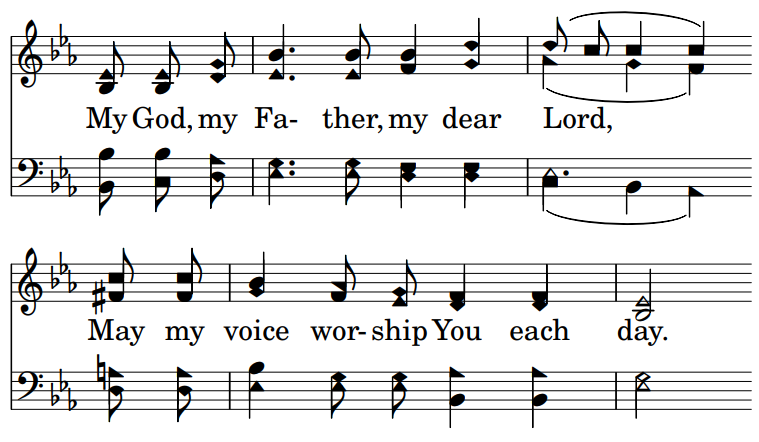 My God, my Fa- ther, my dear Lord,
May my voice wor- ship You each day.